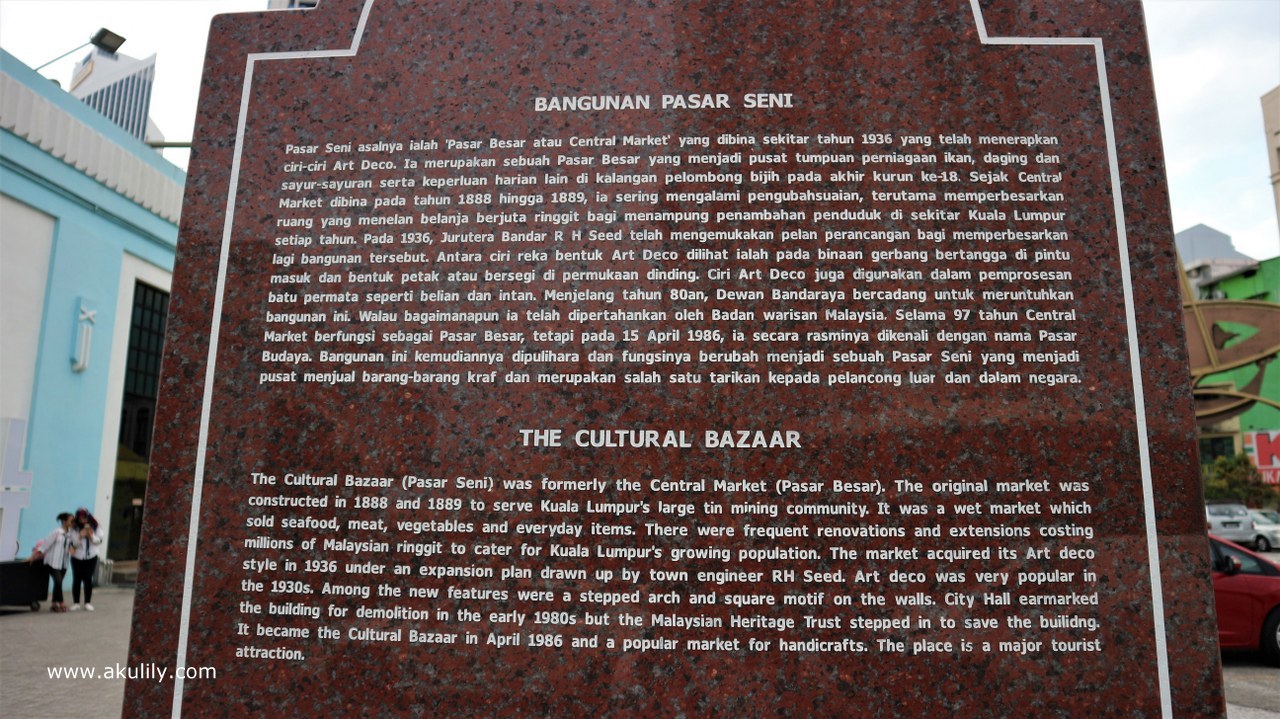 BANGUNAN PASAR SENI
Pasar Seni asalnya ialah 'Pasar Besar atau Central Market' yang dibina sekitar tahun 1936 yang telah menerapkan
ciri-ciri Art Deco. Ia merupakan sebuah Pasar Besar yang menjadi pusat tumpuan perniagaan ikan, daging dan
sayur-sayuran serta keperluan harian lain di kalangan pelombong bijih pada akhir kurun ke-18. Sejak Central
Market dibina pada tahun 1888 hingga 1889, ia sering mengalami pengubahsuaian, terutama memperbesarkan
ruang yang menelan belanja berjuta ringgit bagi menampung penambahan penduduk di sekitar Kuala Lumpur
setiap tahun. Pada 1936, Jurutera Bandar R H Seed telah mengemukakan pelan perancangan bagi memperbesarkan
lagi bangunan tersebut. Antara ciri reka bentuk Art Deco dilihat ialah pada binaan gerbang bertangga di pintu
masuk dan bentuk petak atau bersegi di permukaan dinding. Ciri Art Deco juga digunakan dalam pemprosesan
batu permata seperti belian dan intan. Menjelang tahun 80an, Dewan Bandaraya bercadang untuk meruntuhkan
bangunan ini. Walau bagaimanapun ia telah dipertahankan oleh Badan warisan Malaysia. Selama 97 tahun Central
Market berfungsi sebagai Pasar Besar, tetapi pada 15 April 1986, ia secara rasminya dikenali dengan nama Pasar
Budaya. Bangunan ini kemudiannya dipulihara dan fungsinya berubah menjadi sebuah Pasar Seni yang menjadi
pusat menjual barang-barang kraf dan merupakan salah satu tarikan kepada pelancong luar dan dalam negara.
THE CULTURAL BAZAAR
The Cultural Bazaar (Pasar Seni) was formerly the Central Market (Pasar Besar). The original market was
constructed in 1888 and 1889 to serve Kuala Lumpur's large tin mining community. It was a wet market which
sold seafood, meat, vegetables and everyday items. There were frequent renovations and extensions costing
millions of Malaysian ringgit to cater for Kuala Lumpur's growing population. The market acquired its Art deco
style in 1936 under an expansion plan drawn up by town engineer RH Seed. Art deco was very popular in
the 1930s. Among the new features were a stepped arch and square motif on the walls. City Hall earmarked
the building for demolition in the early 1980s but the Malaysian Heritage Trust stepped in to save the builidng.
It became the Cultural Bazaar in April 1986 and a popular market for handicrafts. The place is a major tourist
attraction.
www.akulily.com